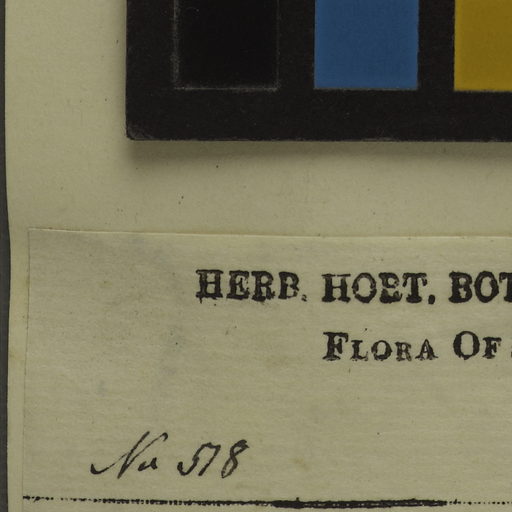 HERB. HORT. BOT
FLORA OF
No 518